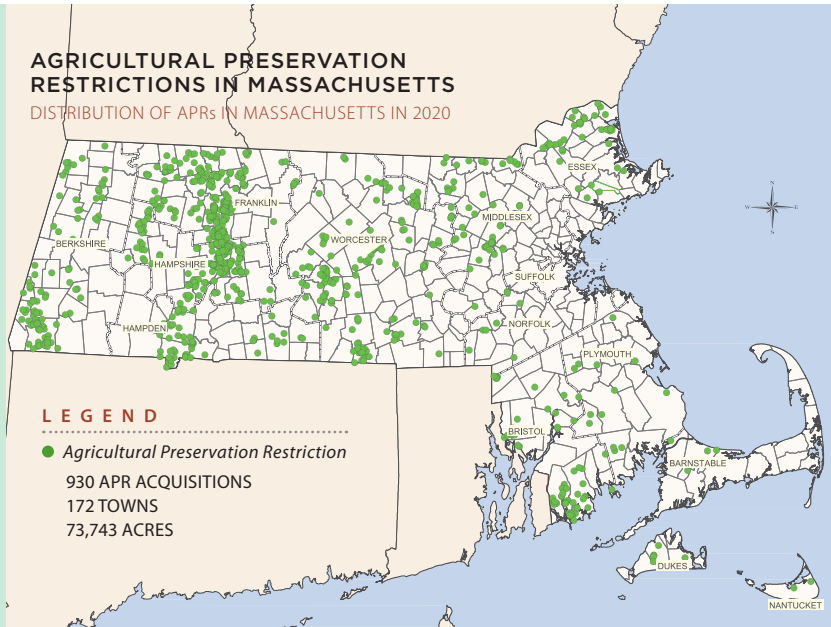 AGRICULTURAL PRESERVATION
RESTRICTIONS IN MASSACHUSETTS
DISTRIBUTION OF APRs IN MASSACHUSETTS IN 2020
ESSEX
FRANKLIN
MIDDLESEX
N
W
E
S
BERKSHIRE
WORCESTER
HAMPSHIRE
SUFFOLK
HAMPDEN
NORFOLK
PLYMOUTH
LEGEND
Agricultural Preservation Restriction
930 APR ACQUISITIONS
172 TOWNS
73,743 ACRES
BRISTOL
BARNSTABLE
DUKES
NANTUCKET